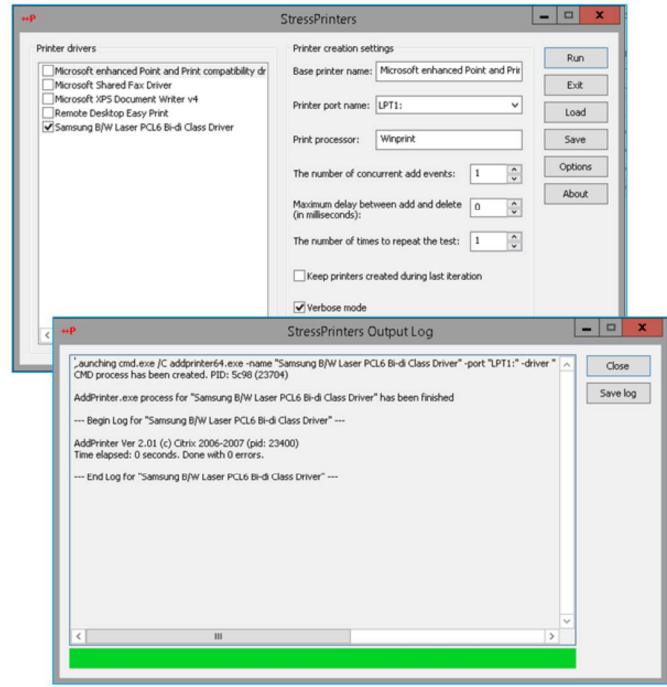 StressPrinters
Printer drivers
Microsoft enhanced Point and Print compatibility dr
Microsoft Shared Fax Driver
Microsoft XPS Document Writer v4
Remote Desktop Easy Print
Samsung B/W Laser PCL6 Bi-di Class Driver
Printer creation settings
Base printer name: Microsoft enhanced Point and Prin
Printer port name: LPT1:
Print processor: Winprint
The number of concurrent add events: 1
Maximum delay between add and delete
(in milliseconds): 0
The number of times to repeat the test: 1
Keep printers created during last iteration
Verbose mode
Run
Exit
Load
Save
Options
About
StressPrinters Output Log
Launching cmd.exe /C addprinter64.exe -name "Samsung B/W Laser PCL6 Bi-di Class Driver" -port "LPT1:" -driver "
CMD process has been created. PID: 5c98 (23704)
AddPrinter.exe process for "Samsung B/W Laser PCL6 Bi-di Class Driver" has been finished
--- Begin Log for "Samsung B/W Laser PCL6 Bi-di Class Driver" ---
AddPrinter Ver 2.01 (c) Citrix 2006-2007 (pid: 23400)
Time elapsed: 0 seconds. Done with 0 errors.
--- End Log for "Samsung B/W Laser PCL6 Bi-di Class Driver" ---
Close
Save log